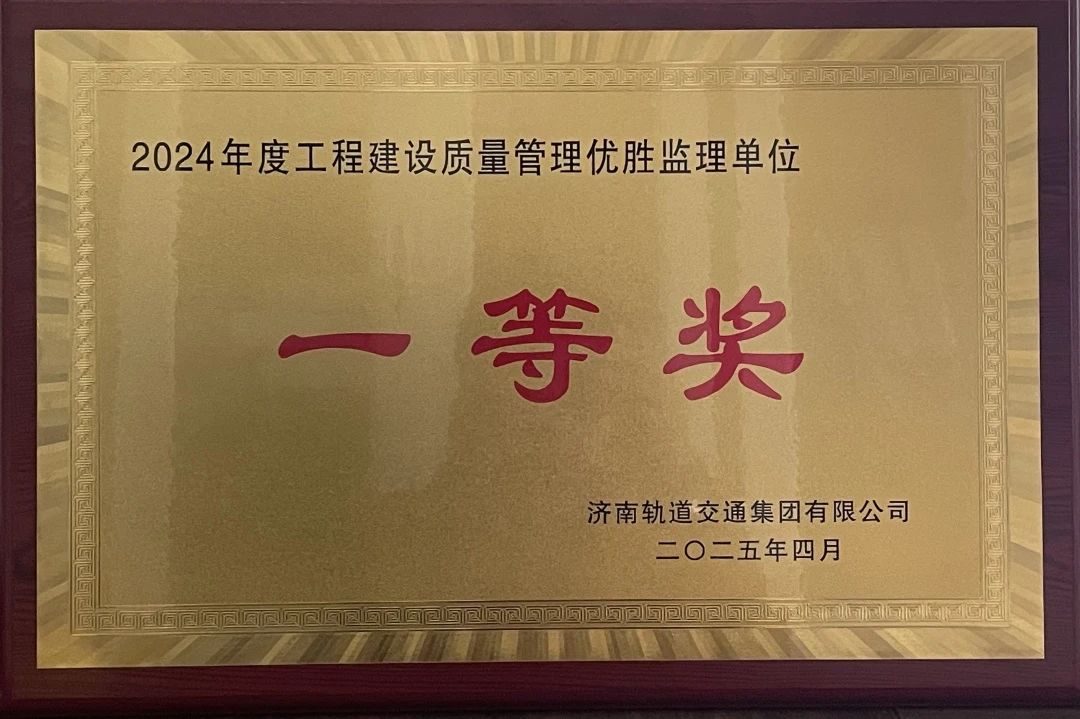 2024年度工程建设质量管理优胜监理单位
一等奖
济南轨道交通集团有限公司
二〇二五年四月